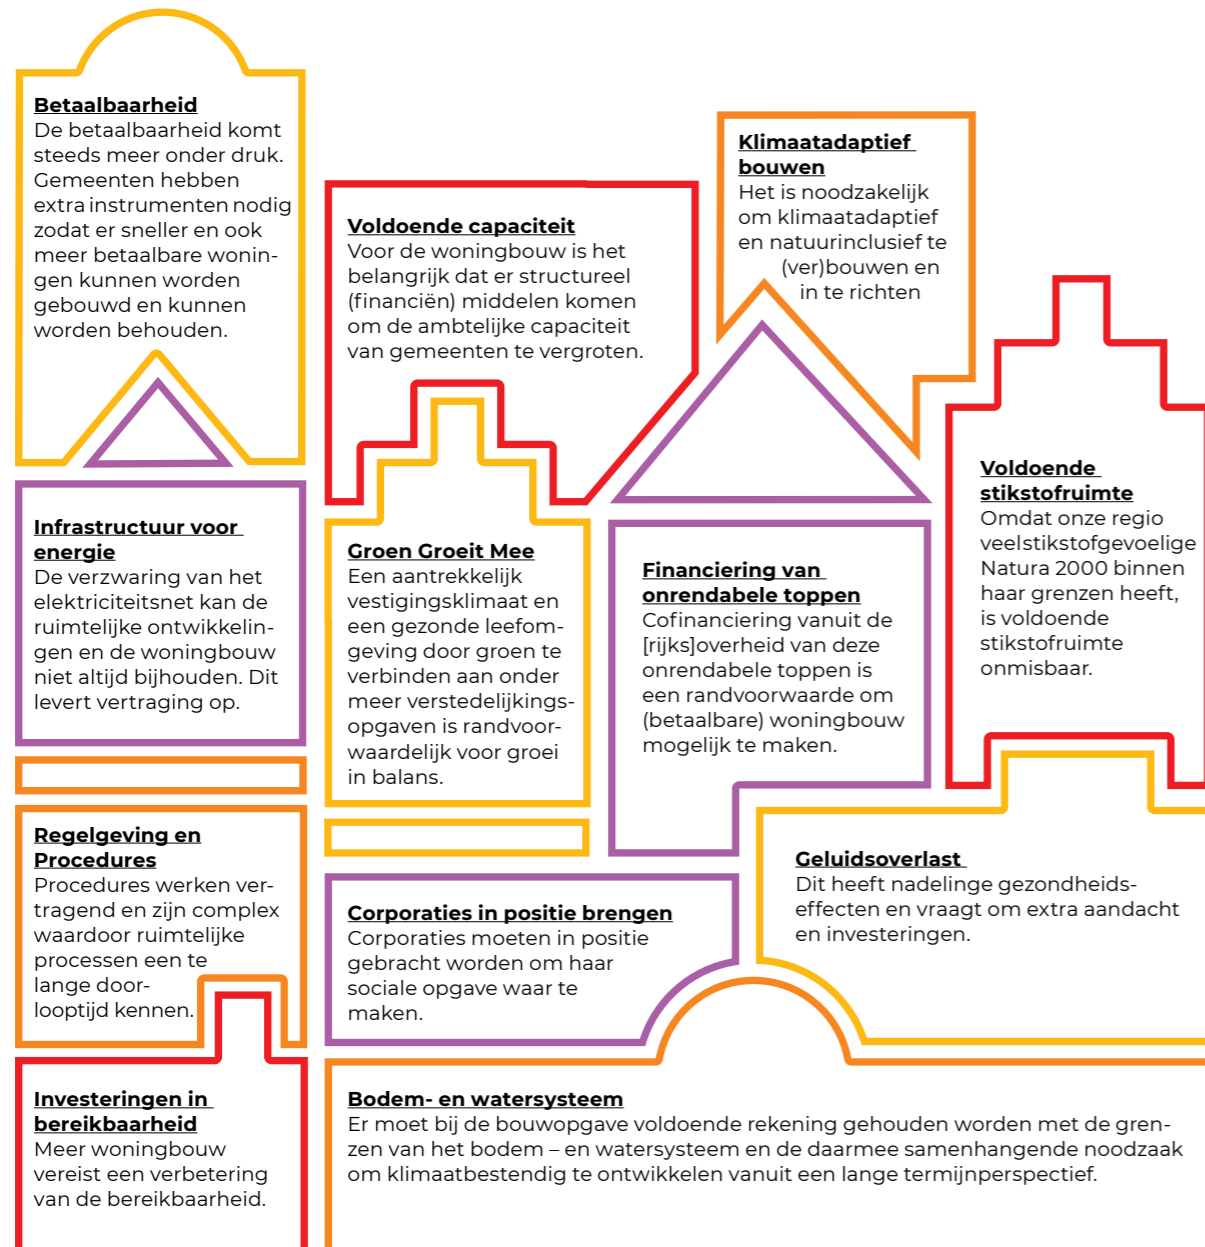 Betaalbaarheid
De betaalbaarheid komt
steeds meer onder druk.
Gemeenten hebben
extra instrumenten nodig
zodat er sneller en ook
meer betaalbare wonin-
gen kunnen worden
gebouwd en kunnen
worden behouden.
Voldoende capaciteit
Voor de woningbouw is het
belangrijk dat er structureel
(financiën) middelen komen
om de ambtelijke capaciteit
van gemeenten te vergroten.
Klimaatadaptief
bouwen
Het is noodzakelijk
om klimaatadaptief
en natuurinclusief te
(ver)bouwen en
in te richten
Voldoende
stikstofruimte
Omdat onze regio
veelstikstofgevoelige
Natura 2000 binnen
haar grenzen heeft,
is voldoende
stikstofruimte
onmisbaar.
Infrastructuur voor
energie
De verzwaring van het
elektriciteitsnet kan de
ruimtelijke ontwikkelin-
gen en de woningbouw
niet altijd bijhouden. Dit
levert vertraging op.
Groen Groeit Mee
Een aantrekkelijk
vestigingsklimaat en
een gezonde leefom-
geving door groen te
verbinden aan onder
meer verstedelijkings-
opgaven is randvoor-
waardelijk voor groei
in balans.
Financiering van
onrendabele toppen
Cofinanciering vanuit de
[rijks]overheid van deze
onrendabele toppen is
een randvoorwaarde om
(betaalbare) woningbouw
mogelijk te maken.
Regelgeving en
Procedures
Procedures werken ver-
tragend en zijn complex
waardoor ruimtelijke
processen een te
lange door-
looptijd kennen.
Corporaties in positie brengen
Corporaties moeten in positie
gebracht worden om haar
sociale opgave waar te
maken.
Geluidsoverlast
Dit heeft nadelinge gezondheids-
effecten en vraagt om extra aandacht
en investeringen.
Investeringen in
bereikbaarheid
Meer woningbouw
vereist een verbetering
van de bereikbaarheid.
Bodem- en watersysteem
Er moet bij de bouwopgave voldoende rekening gehouden worden met de gren-
zen van het bodem – en watersysteem en de daarmee samenhangende noodzaak
om klimaatbestendig te ontwikkelen vanuit een lange termijnperspectief.